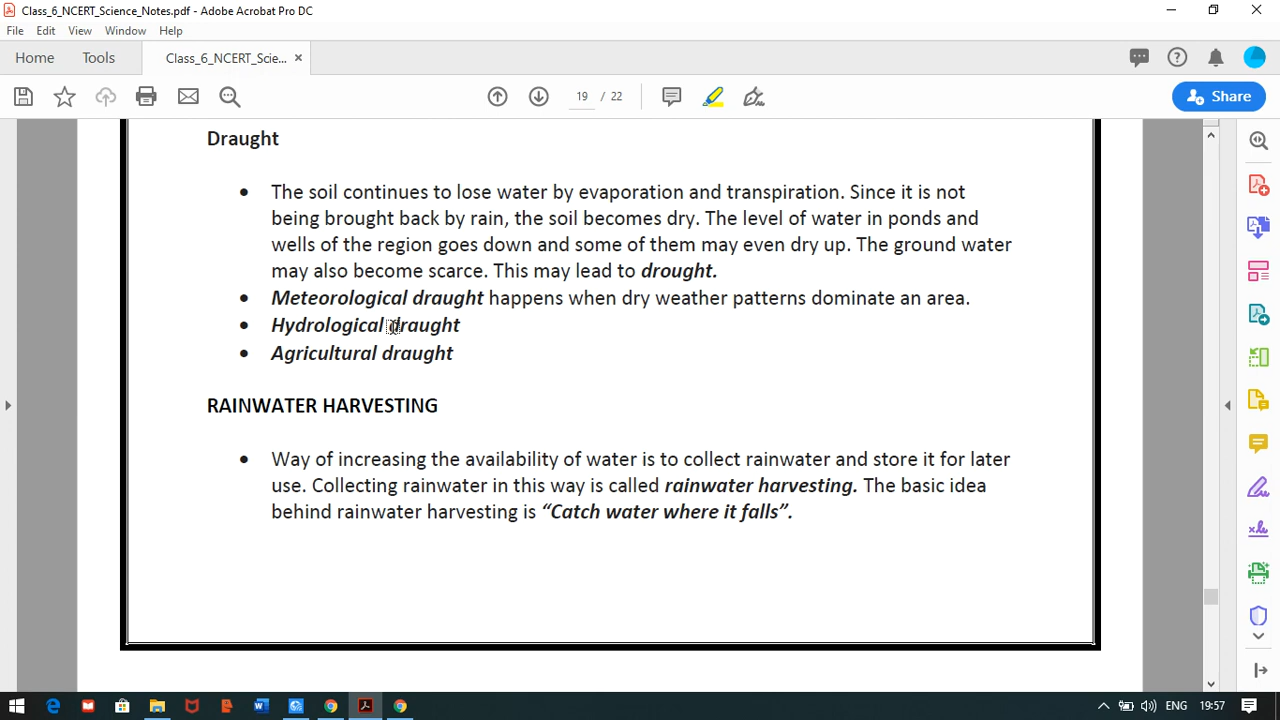 Class_6_NCERT_Science_Notes.pdf - Adobe Acrobat Pro DC
File Edit View Window Help
Home Tools Class_6_NCERT_Scie... ×
19 / 22
Share
Draught
• The soil continues to lose water by evaporation and transpiration. Since it is not
being brought back by rain, the soil becomes dry. The level of water in ponds and
wells of the region goes down and some of them may even dry up. The ground water
may also become scarce. This may lead to drought.
• Meteorological draught happens when dry weather patterns dominate an area.
• Hydrological draught
• Agricultural draught
RAINWATER HARVESTING
• Way of increasing the availability of water is to collect rainwater and store it for later
use. Collecting rainwater in this way is called rainwater harvesting. The basic idea
behind rainwater harvesting is “Catch water where it falls”.
ENG 19:57